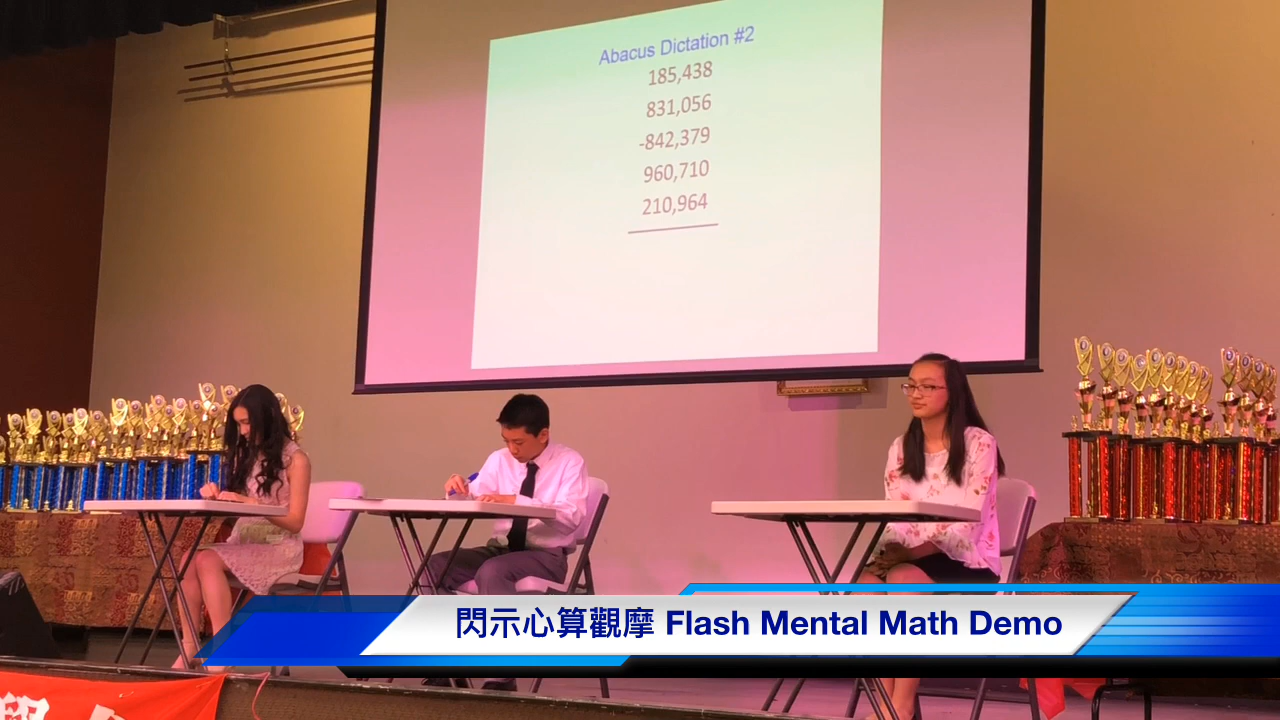 Abacus Dictation #2
185,438
831,056
-842,379
960,710
210,964
閃示心算觀摩 Flash Mental Math Demo